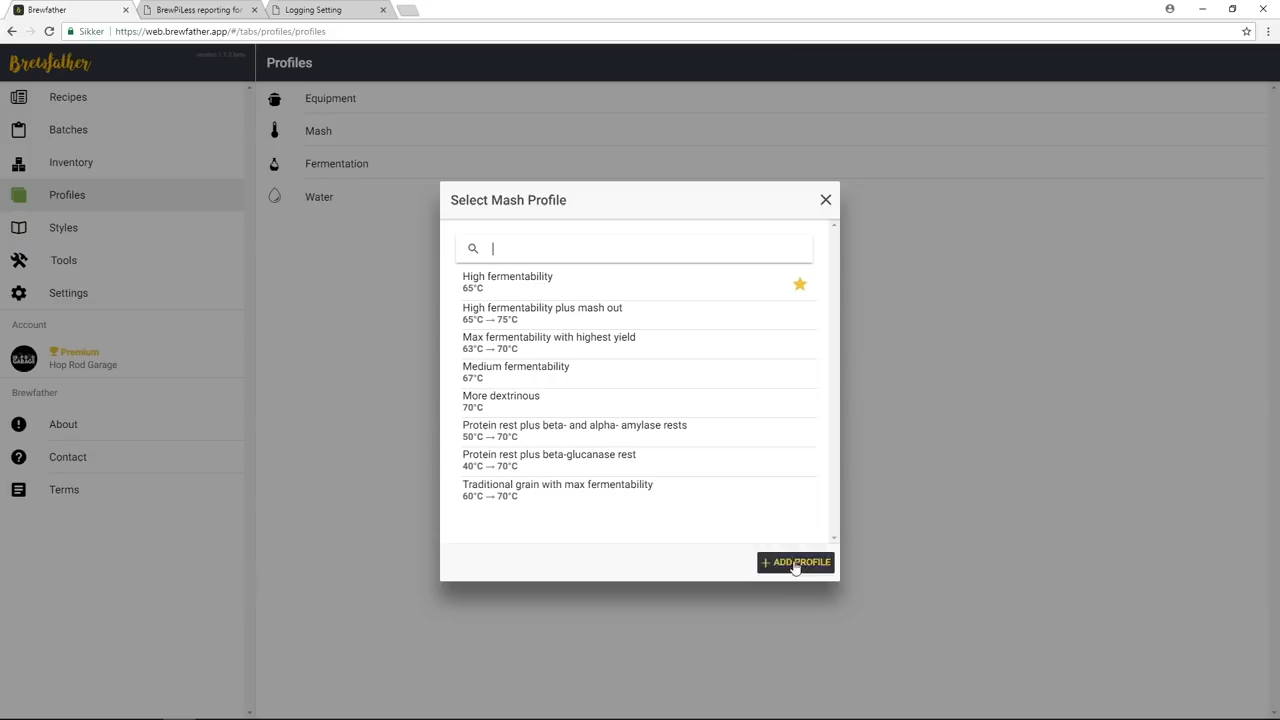 Brewfather
BrewPiLess reporting for
Logging Setting
Sikker
https://web.brewfather.app/#/tabs/profiles/profiles
Brewfather
Profiles
Recipes
Batches
Inventory
Profiles
Styles
Tools
Settings
Account
Premium
Hop Rod Garage
Brewfather
About
Contact
Terms
Equipment
Mash
Fermentation
Water
Select Mash Profile
High fermentability
65°C
High fermentability plus mash out
65°C → 75°C
Max fermentability with highest yield
63°C → 70°C
Medium fermentability
67°C
More dextrinous
70°C
Protein rest plus beta- and alpha- amylase rests
50°C → 70°C
Protein rest plus beta-glucanase rest
40°C → 70°C
Traditional grain with max fermentability
60°C → 70°C
+ ADD PROFILE